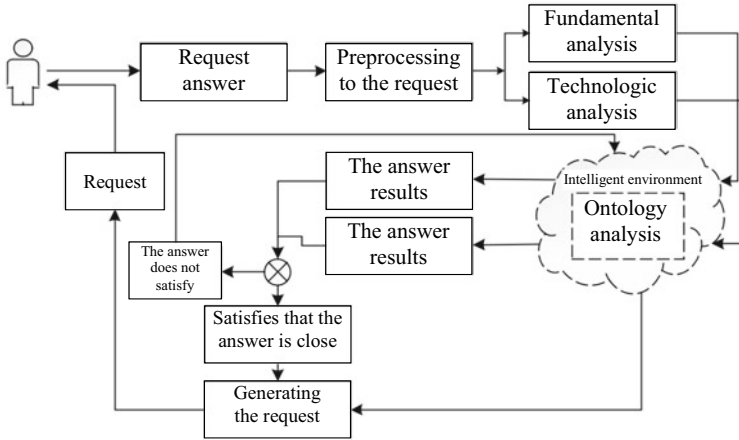 Request
answer
Preprocessing
to the request
Fundamental
analysis
Technologic
analysis
Request
The answer
results
The answer
results
Intelligent environment
Ontology
analysis
The answer
does not
satisfy
Satisfies that the
answer is close
Generating
the request